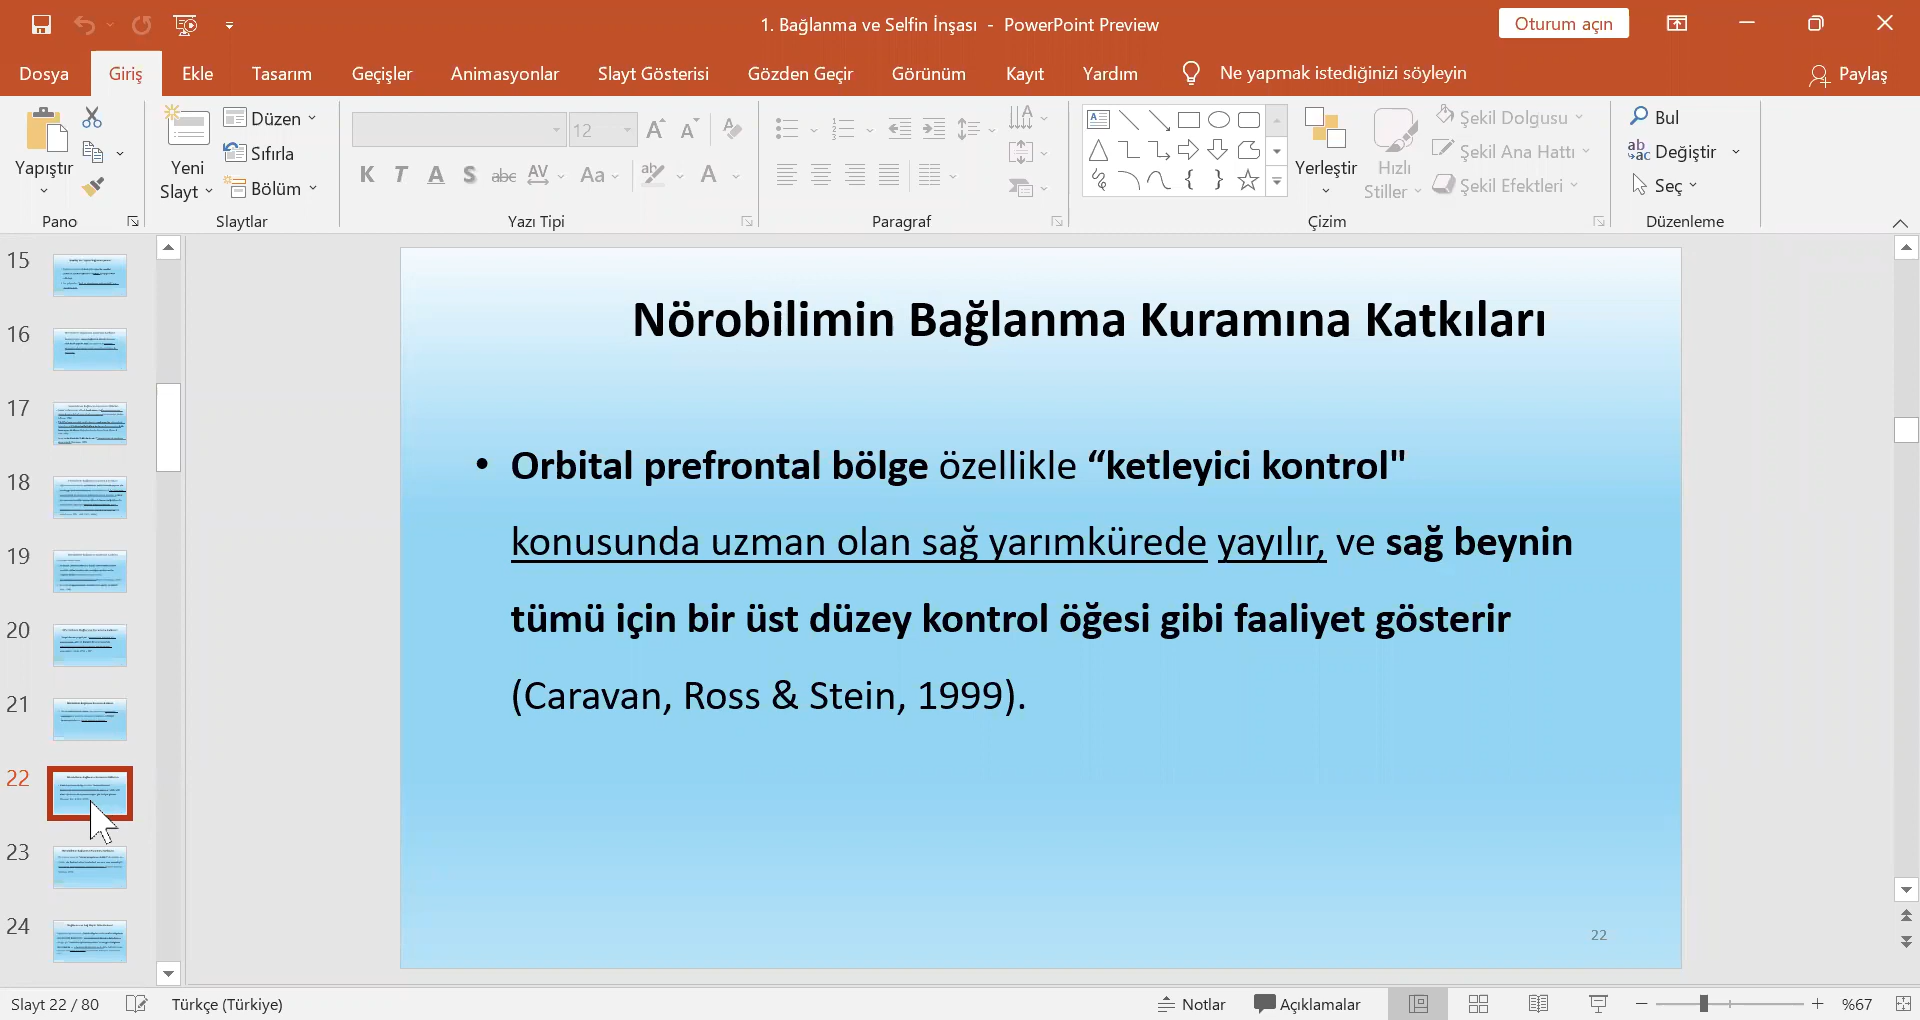 1. Bağlanma ve Selfin İnşası - PowerPoint Preview
Oturum açın
Dosya Giriş Ekle Tasarım Geçişler Animasyonlar Slayt Gösterisi Gözden Geçir Görünüm Kayıt Yardım Ne yapmak istediğinizi söyleyin Paylaş
Yapıştır
Pano
Yeni
Slayt
Düzen
Sıfırla
Bölüm
Slaytlar
12
K T A S abc AV Aa A
Yazı Tipi
Paragraf
Yerleştir
Hızlı
Stiller
Şekil Dolgusu
Şekil Ana Hattı
Şekil Efektleri
Çizim
Bul
Değiştir
Seç
Düzenleme
15
16
17
18
19
20
21
22
23
24
Nörobilimin Bağlanma Kuramına Katkıları
• Orbital prefrontal bölge özellikle “ketleyici kontrol"
konusunda uzman olan sağ yarımkürede yayılır, ve sağ beynin
tümü için bir üst düzey kontrol öğesi gibi faaliyet gösterir
(Caravan, Ross & Stein, 1999).
22
Slayt 22 / 80 Türkçe (Türkiye) Notlar Açıklamalar %67